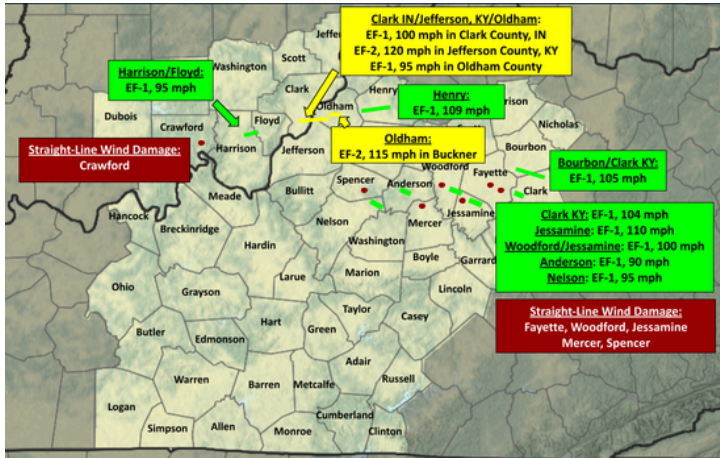 Clark IN/Jefferson, KY/Oldham:
EF-1, 100 mph in Clark County, IN
EF-2, 120 mph in Jefferson County, KY
EF-1, 95 mph in Oldham County
Harrison/Floyd:
EF-1, 95 mph
Henry:
EF-1, 109 mph
Oldham:
EF-2, 115 mph in Buckner
Straight-Line Wind Damage:
Crawford
Bourbon/Clark KY:
EF-1, 105 mph
Clark KY: EF-1, 104 mph
Jessamine: EF-1, 110 mph
Woodford/Jessamine: EF-1, 100 mph
Anderson: EF-1, 90 mph
Nelson: EF-1, 95 mph
Straight-Line Wind Damage:
Fayette, Woodford, Jessamine
Mercer, Spencer
Jeffe
Scott
Washington
Clark
Henry
rison
Dubois
Floyd
Oldham
Nicholas
Crawford
Harrison
Jefferson
Bourbon
Woodford
Fayette
Spencer
Anderson
Clark
Meade
Bullitt
Hancock
Nelson
Mercer
Jessamine
Breckinridge
Washington
Hardin
Boyle
Garrard
Ohio
Larue
Marion
Lincoln
Grayson
Taylor
Butler
Hart
Green
Casey
Edmonson
Adair
Warren
Barren
Metcalfe
Russell
Logan
Cumberland
Simpson
Allen
Monroe
Clinton